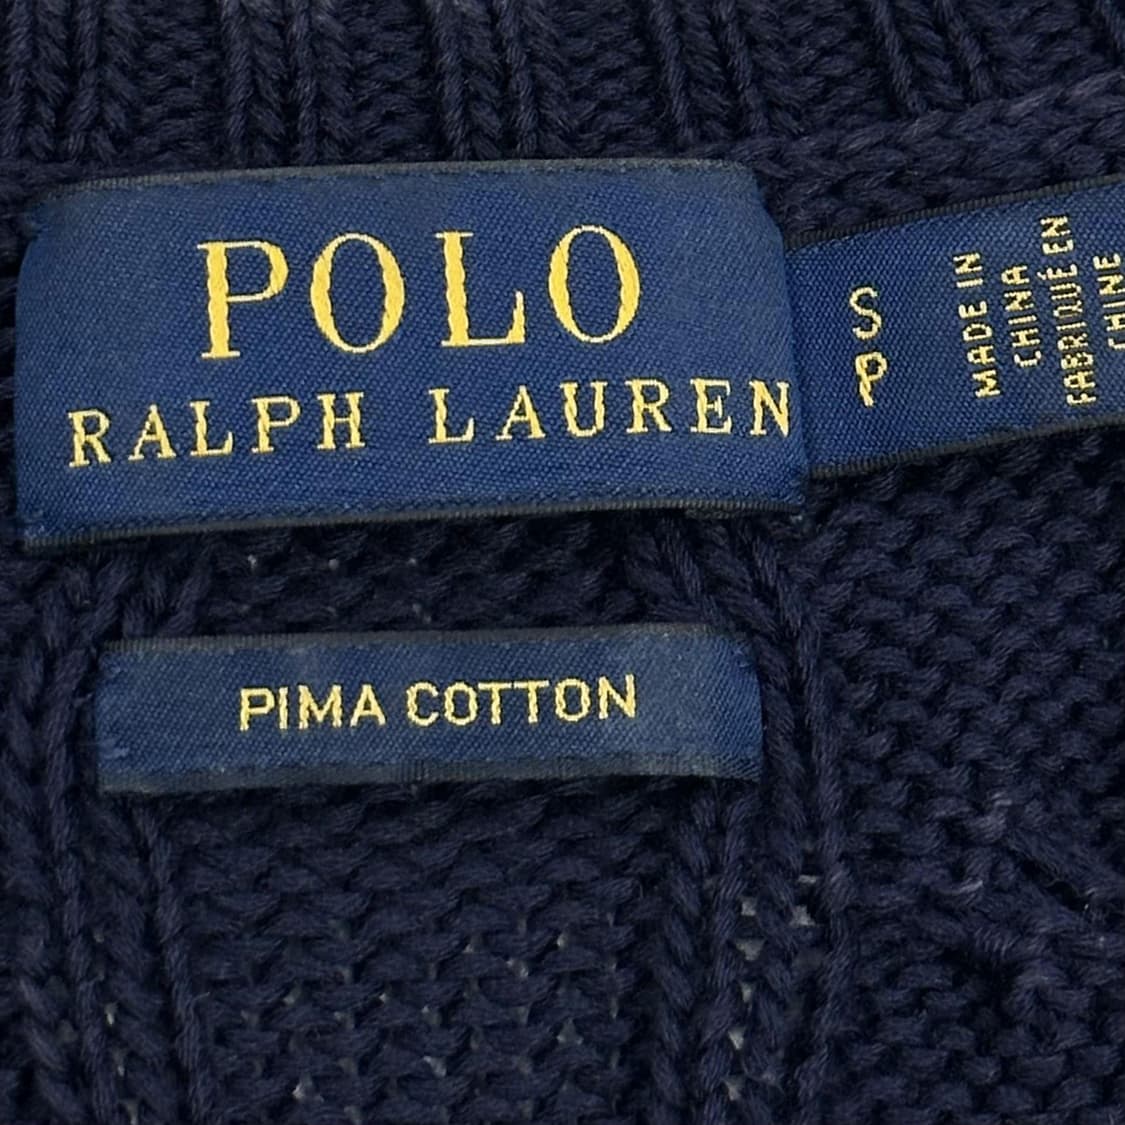 POLO
RALPH LAUREN
PIMA COTTON
S
P
MADE IN
CHINA
FABRIQUÉ EN
CHINE